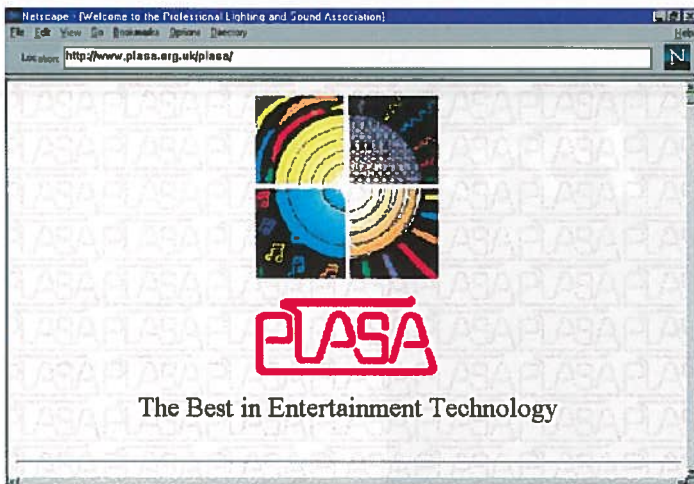 Netscape - [Welcome to the Professional Lighting and Sound Association]
File Edit View Go Bookmarks Options Directory Help
Location: http://www.plasa.org.uk/plasa/
N
PLASA
The Best in Entertainment Technology